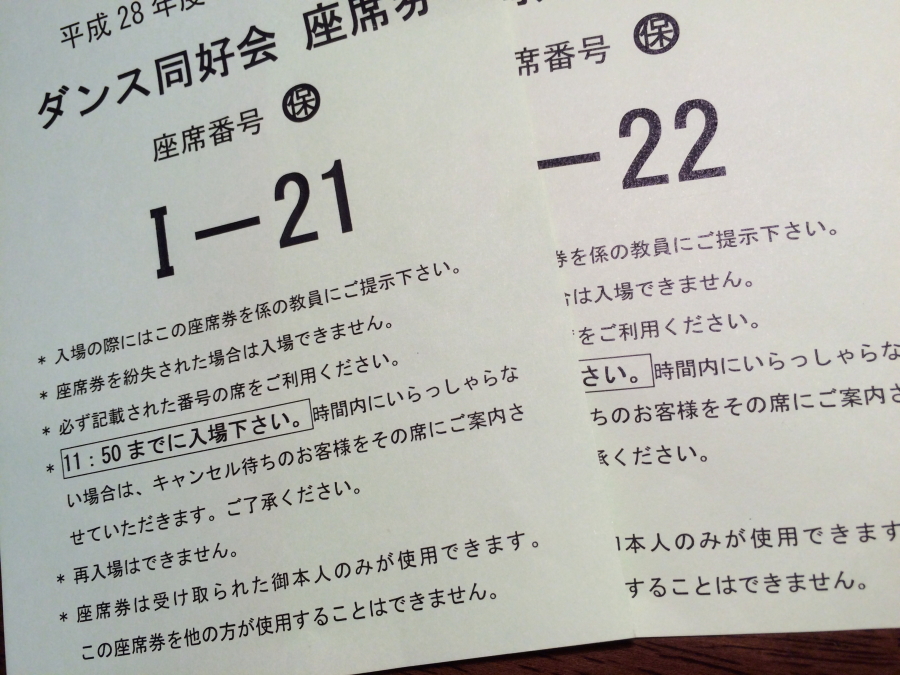 平成28年度
ダンス同好会 座席券
座席番号 ㊩
I－21
* 入場の際にはこの座席券を係の教員にご提示下さい。
* 座席券を紛失された場合は入場できません。
* 必ず記載された番号の席をご利用ください。
* 11：50までに入場下さい。時間内にいらっしゃらな
い場合は、キャンセル待ちのお客様をその席にご案内さ
せていただきます。ご了承ください。
* 再入場はできません。
* 座席券は受け取られた御本人のみが使用できます。
この座席券を他の方が使用することはできません。
席番号 ㊩
－22
券を係の教員にご提示下さい。
は入場できません。
をご利用ください。
さい。時間内にいらっしゃらな
ちのお客様をその席にご案内さ
承ください。
本人のみが使用できます
することはできません。